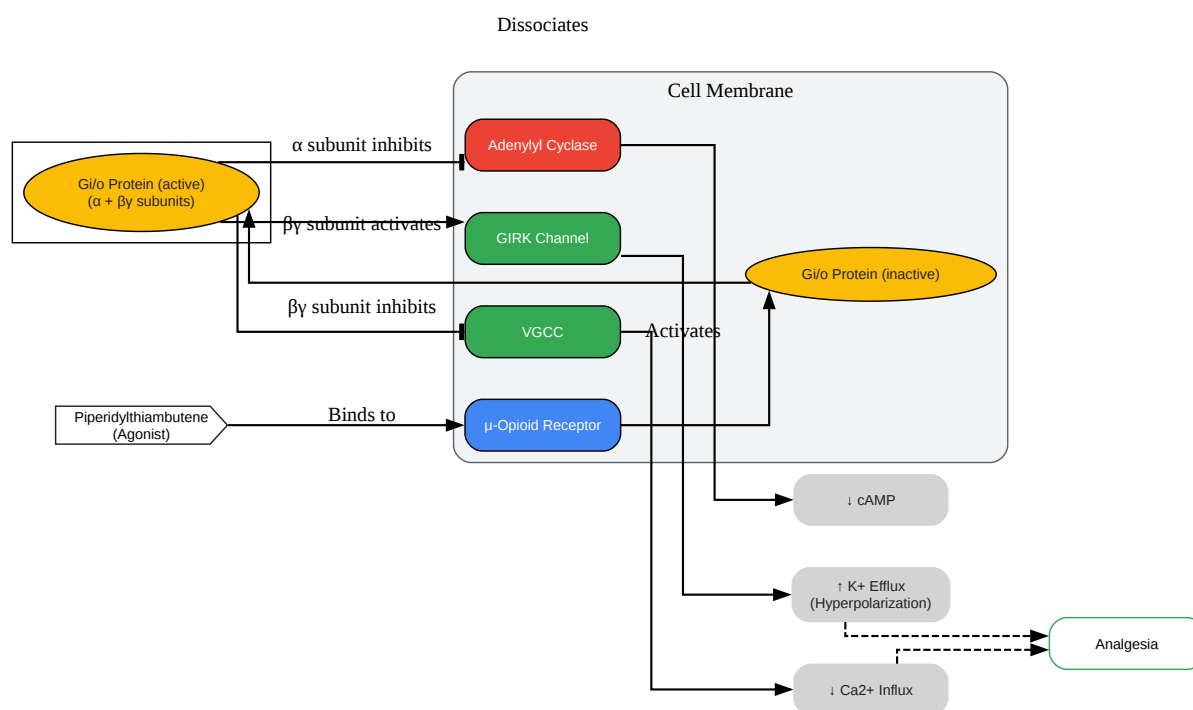 Dissociates
Cell Membrane
α subunit inhibits
Adenylyl Cyclase
Gi/o Protein (active)
(α + βγ subunits)
βγ subunit activates
GIRK Channel
Gi/o Protein (inactive)
βγ subunit inhibits
VGCC
Activates
Piperidylthiambutene
(Agonist)
Binds to
μ-Opioid Receptor
↓ cAMP
↑ K+ Efflux
(Hyperpolarization)
Analgesia
↓ Ca2+ Influx